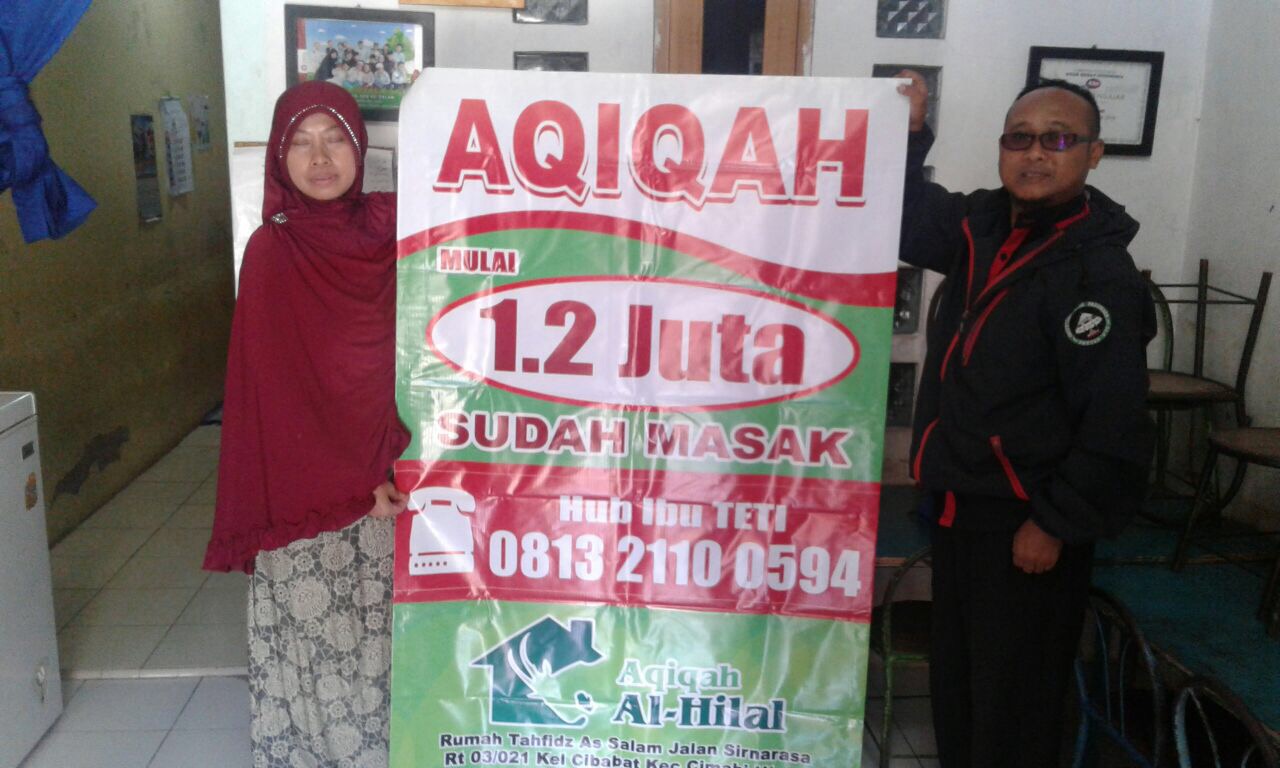 AQIQAH
MULAI
1.2 Juta
SUDAH MASAK
Hub Ibu TETI
0813 2110 0594
Aqiqah
Al-Hilal
Rumah Tahfidz As Salam Jalan Sirnarasa
Rt 03/021 Kel Cibabat Kec Cimahi